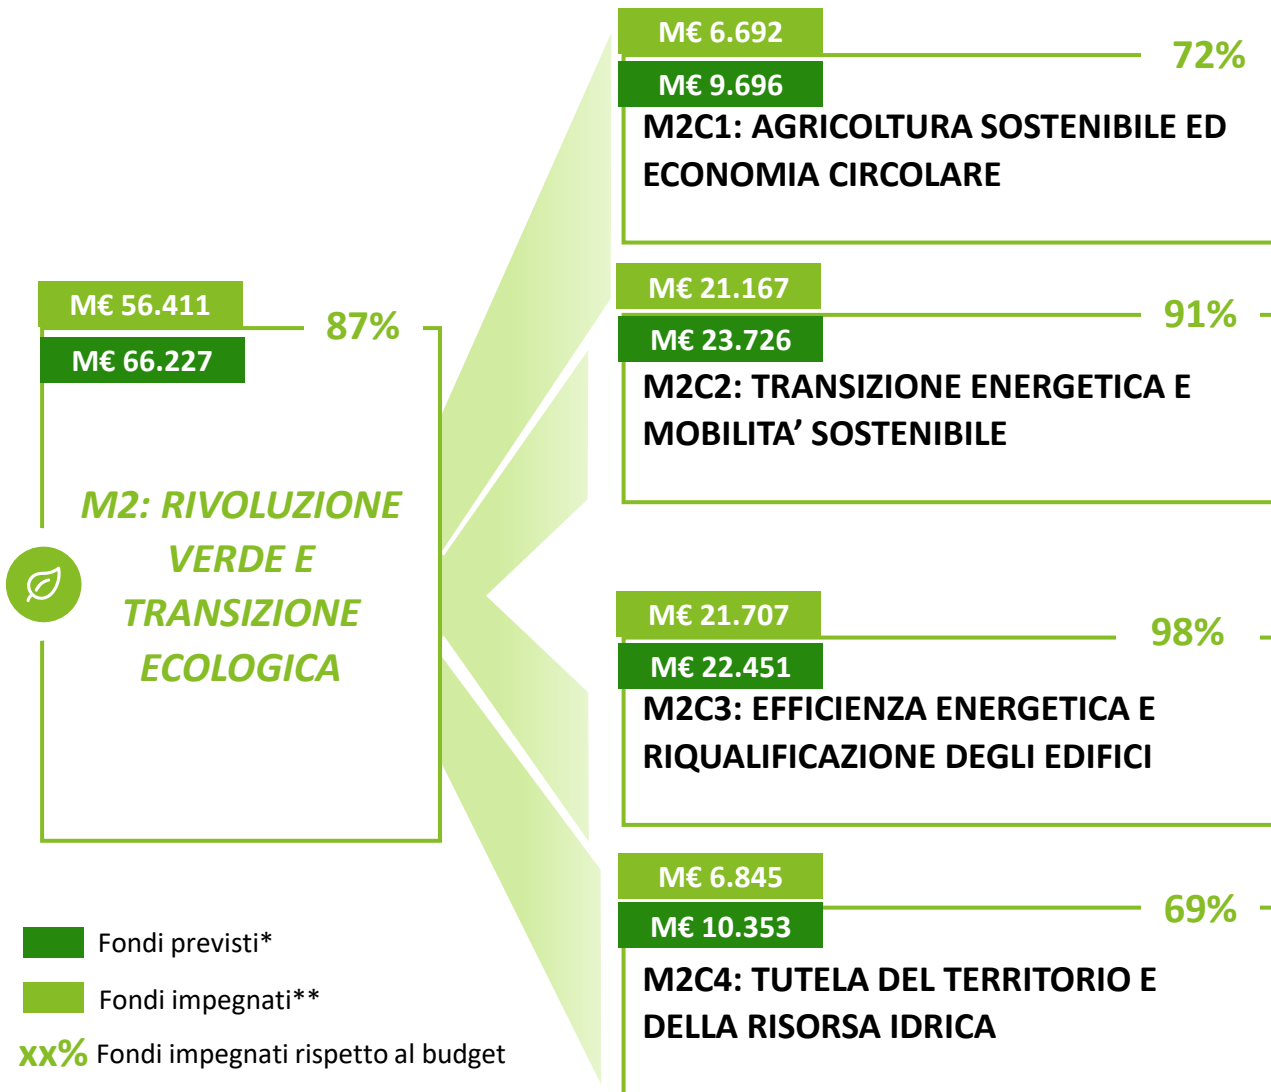 M€ 56.411
M€ 66.227
87%
M2: RIVOLUZIONE
VERDE E
TRANSIZIONE
ECOLOGICA
M€ 6.692
72%
M€ 9.696
M2C1: AGRICOLTURA SOSTENIBILE ED
ECONOMIA CIRCOLARE
M€ 21.167
91%
M€ 23.726
M2C2: TRANSIZIONE ENERGETICA E
MOBILITA’ SOSTENIBILE
M€ 21.707
98%
M€ 22.451
M2C3: EFFICIENZA ENERGETICA E
RIQUALIFICAZIONE DEGLI EDIFICI
M€ 6.845
69%
M€ 10.353
M2C4: TUTELA DEL TERRITORIO E
DELLA RISORSA IDRICA
Fondi previsti*
Fondi impegnati**
xx% Fondi impegnati rispetto al budget